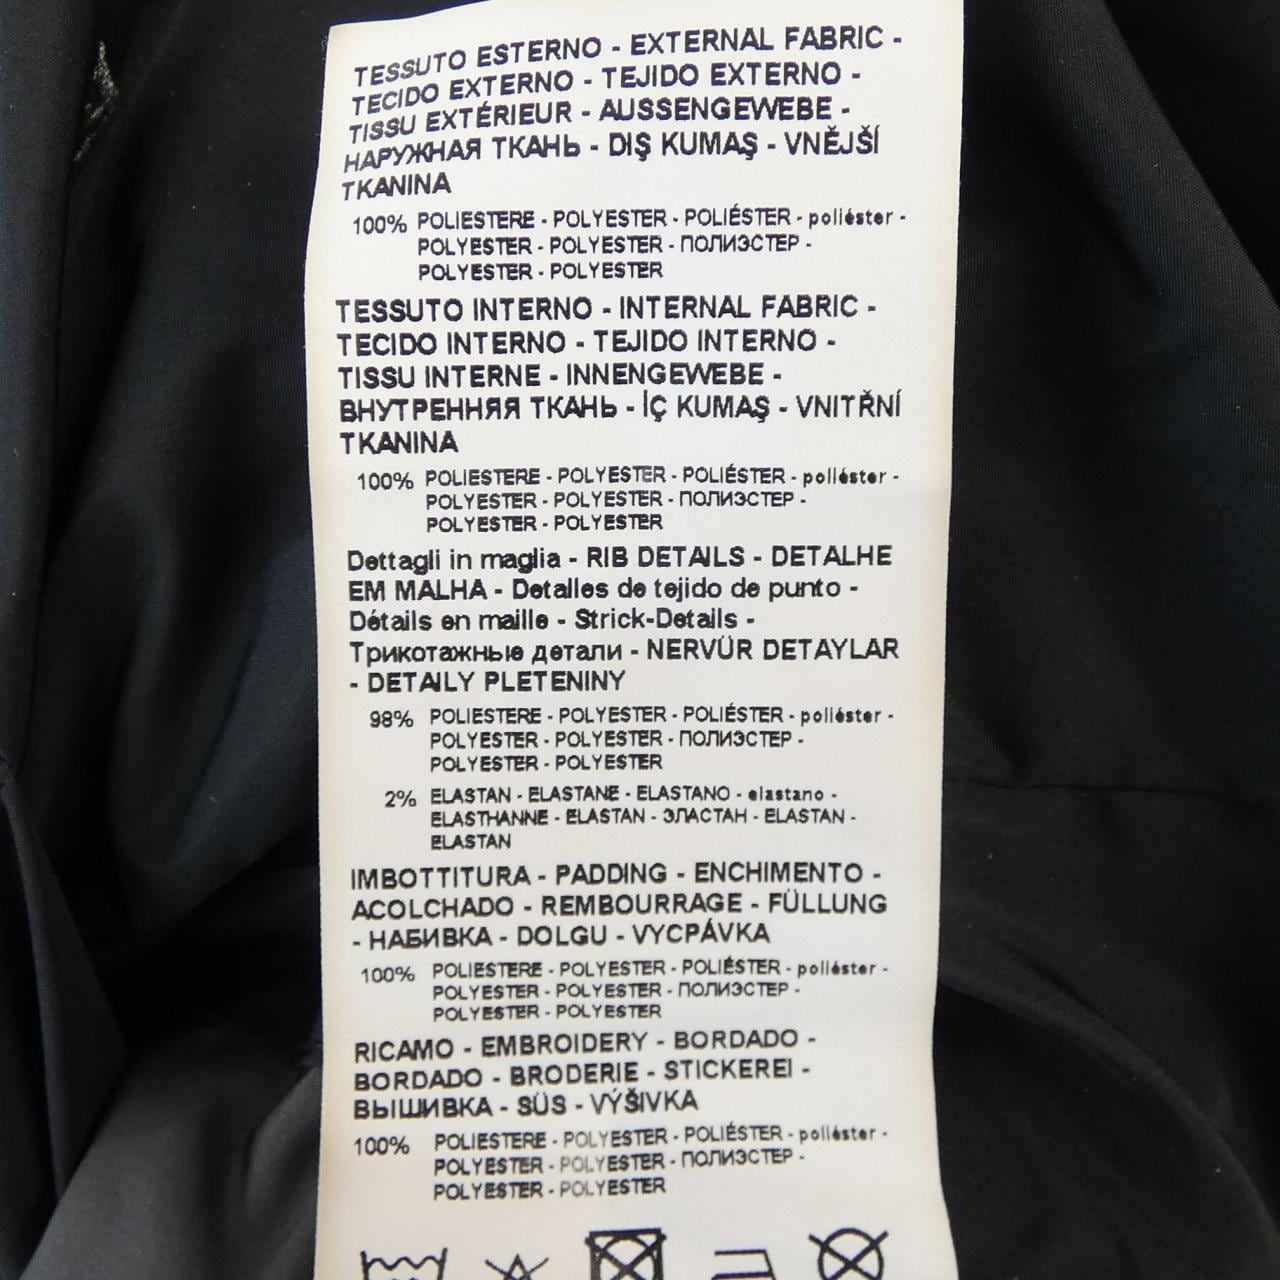 TESSUTO ESTERNO - EXTERNAL FABRIC -
TECIDO EXTERNO - TEJIDO EXTERNO -
TISSU EXTÉRIEUR - AUSSENGEWEBE -
НАРУЖНАЯ ТКАНЬ - DIŞ KUMAŞ - VNĚJŠÍ
TKANINA
100% POLIESTERE - POLYESTER - POLIÉSTER - poliéster -
POLYESTER - POLYESTER - ПОЛИЭСТЕР -
POLYESTER - POLYESTER
TESSUTO INTERNO - INTERNAL FABRIC -
TECIDO INTERNO - TEJIDO INTERNO -
TISSU INTERNE - INNENGEWEBE -
ВНУТРЕННЯЯ ТКАНЬ - İÇ KUMAŞ - VNITŘNÍ
TKANINA
100% POLIESTERE - POLYESTER - POLIÉSTER - poliéster -
POLYESTER - POLYESTER - ПОЛИЭСТЕР -
POLYESTER - POLYESTER
Dettagli in maglia - RIB DETAILS - DETALHE
EM MALHA - Detalles de tejido de punto -
Détails en maille - Strick-Details -
Трикотажные детали - NERVÜR DETAYLAR
- DETAILY PLETENINY
98% POLIESTERE - POLYESTER - POLIÉSTER - poliéster -
POLYESTER - POLYESTER - ПОЛИЭСТЕР -
POLYESTER - POLYESTER
2% ELASTAN - ELASTANE - ELASTANO - elastano -
ELASTHANNE - ELASTAN - ЭЛАСТАН - ELASTAN -
ELASTAN
IMBOTTITURA - PADDING - ENCHIMENTO -
ACOLCHADO - REMBOURRAGE - FÜLLUNG
- НАБИВКА - DOLGU - VYCPÁVKA
100% POLIESTERE - POLYESTER - POLIÉSTER - poliéster -
POLYESTER - POLYESTER - ПОЛИЭСТЕР -
POLYESTER - POLYESTER
RICAMO - EMBROIDERY - BORDADO -
BORDADO - BRODERIE - STICKEREI -
ВЫШИВКА - SÜS - VÝŠIVKA
100% POLIESTERE - POLYESTER - POLIÉSTER - poliéster -
POLYESTER - POLYESTER - ПОЛИЭСТЕР -
POLYESTER - POLYESTER